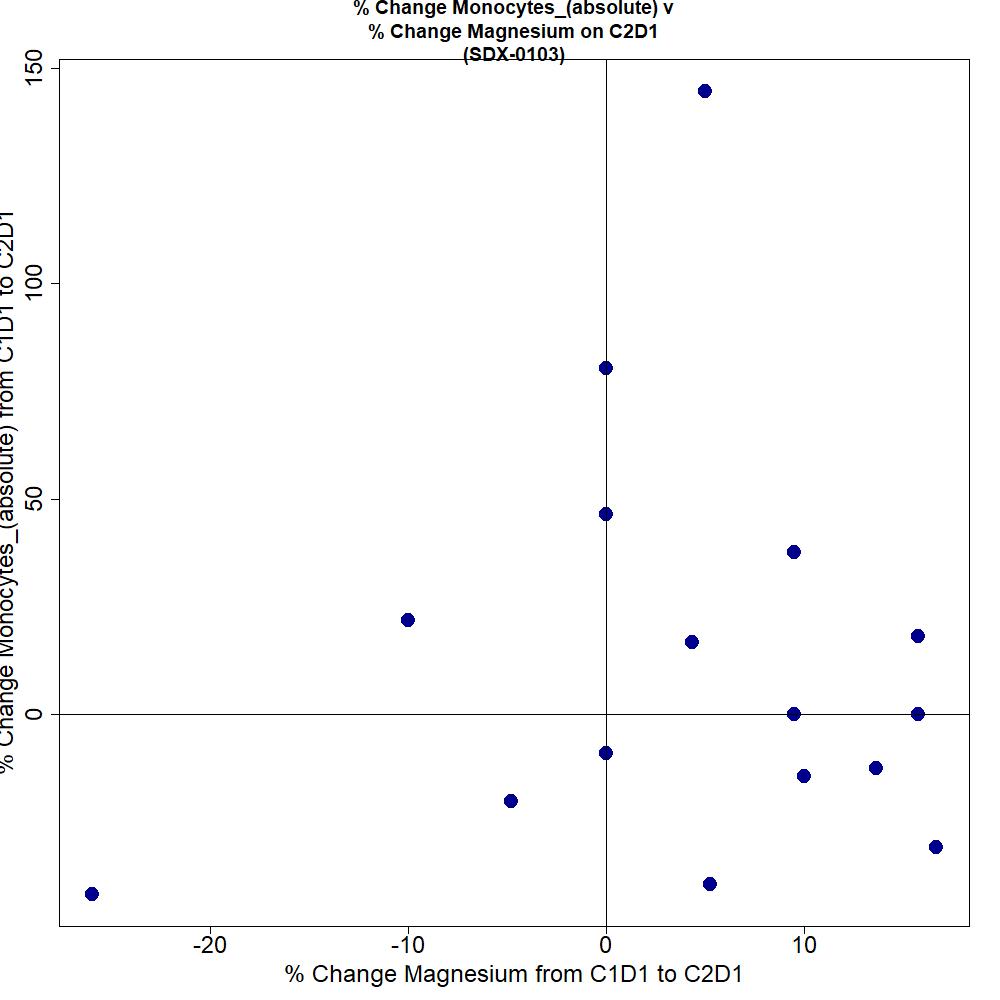 % Change Monocytes_(absolute) v
% Change Magnesium on C2D1
(SDX-0103)
% Change Monocytes_(absolute) from C1D1 to C2D1
150
100
50
0
-20
-10
0
10
% Change Magnesium from C1D1 to C2D1